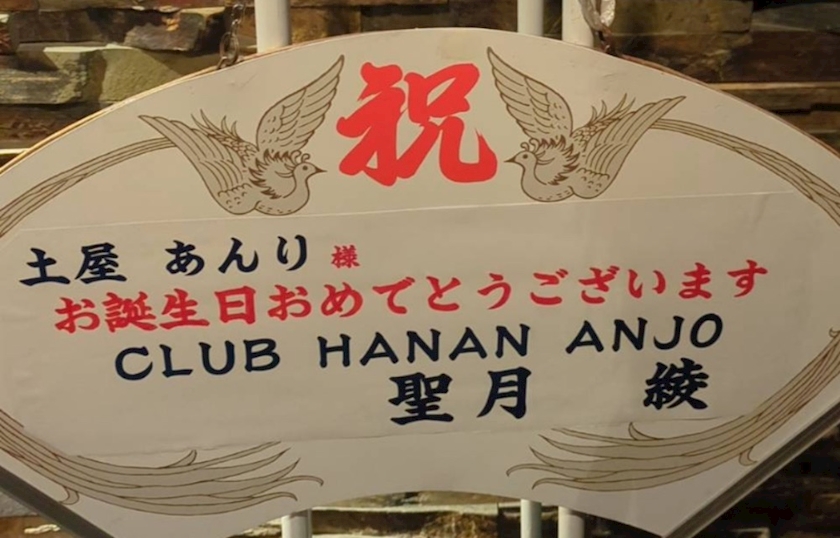 祝
土屋 あんり 様
お誕生日おめでとうございます
CLUB HANAN ANJO
聖月 綾